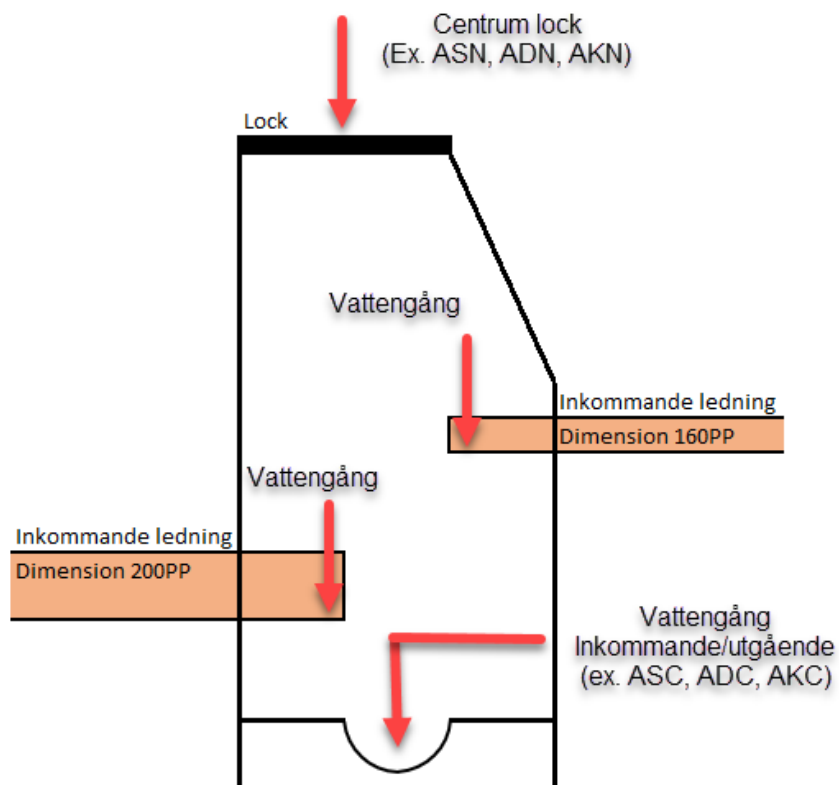 Centrum lock
(Ex. ASN, ADN, AKN)
Lock
Vattengång
Inkommande ledning
Dimension 160PP
Vattengång
Inkommande ledning
Dimension 200PP
Vattengång
Inkommande/utgående
(ex. ASC, ADC, AKC)